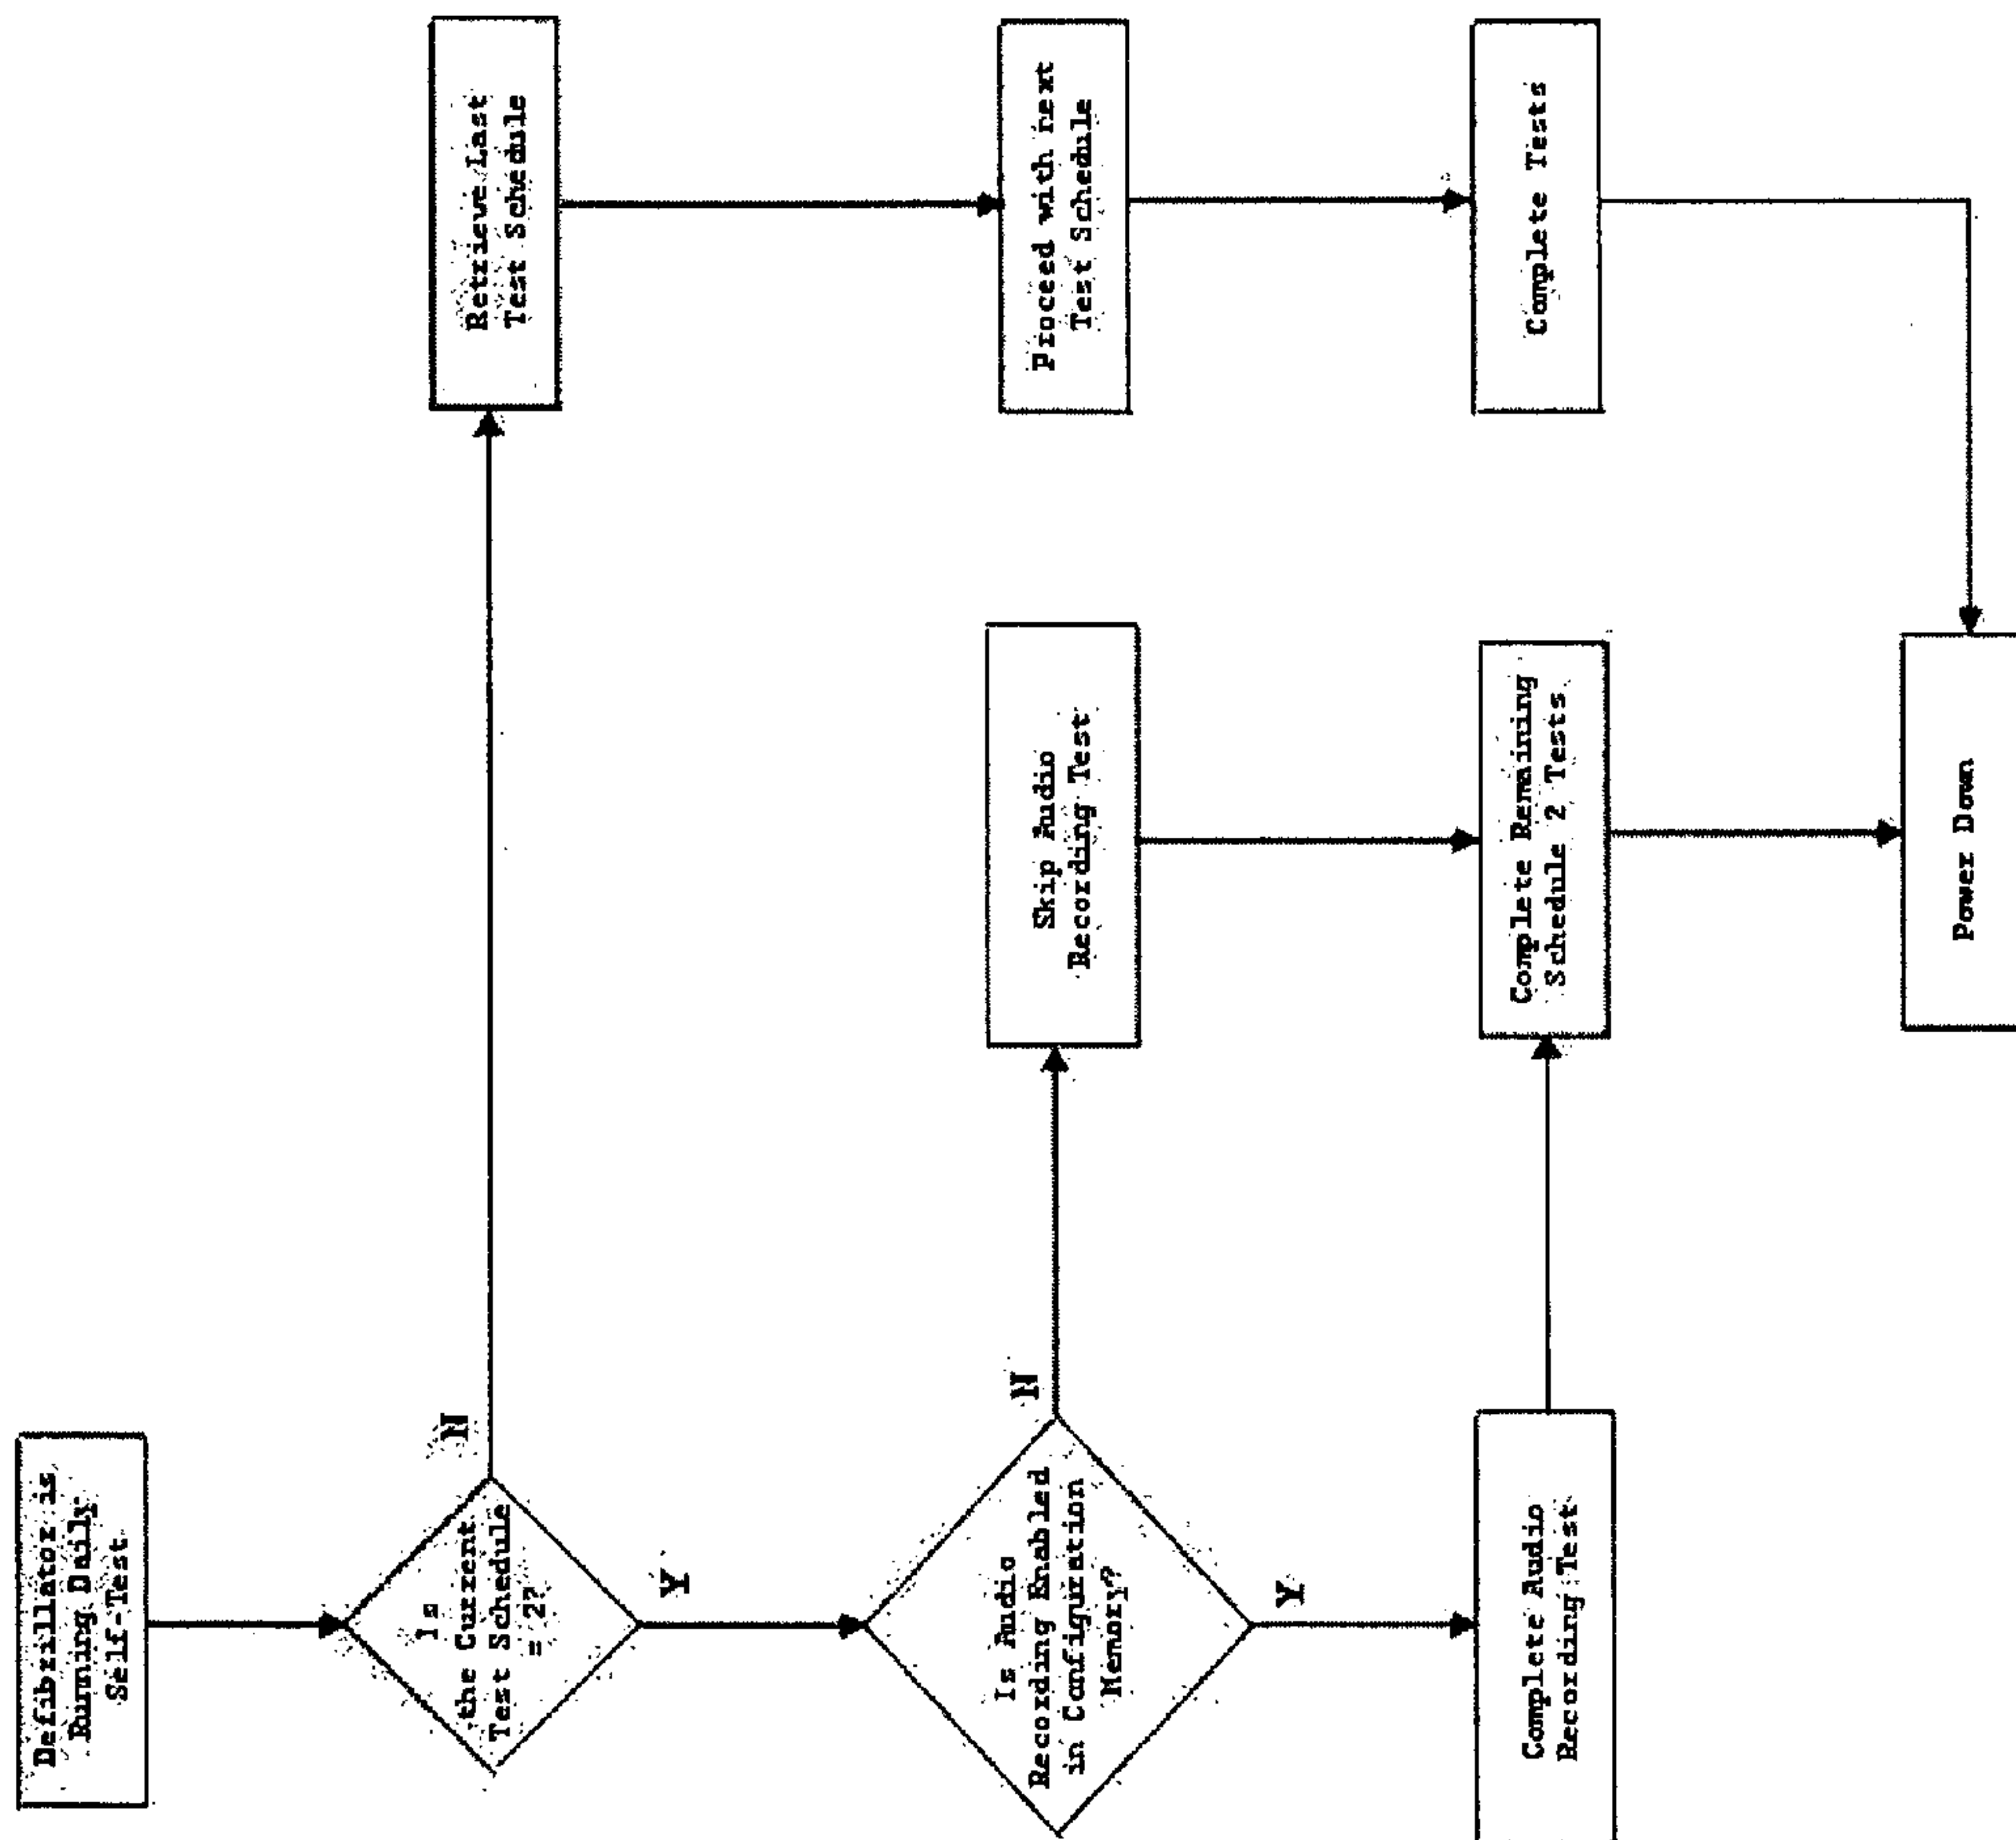 Defibrillator is
Running Daily
Self-Test
Is
the Current
Test Schedule
= 2?
N
Y
Retrieve Last
Test Schedule
Is Audio
Recording Enabled
in Configuration
Memory?
N
Y
Skip Audio
Recording Test
Proceed with next
Test Schedule
Complete Audio
Recording Test
Complete Remaining
Schedule 2 Tests
Complete Tests
Power Down